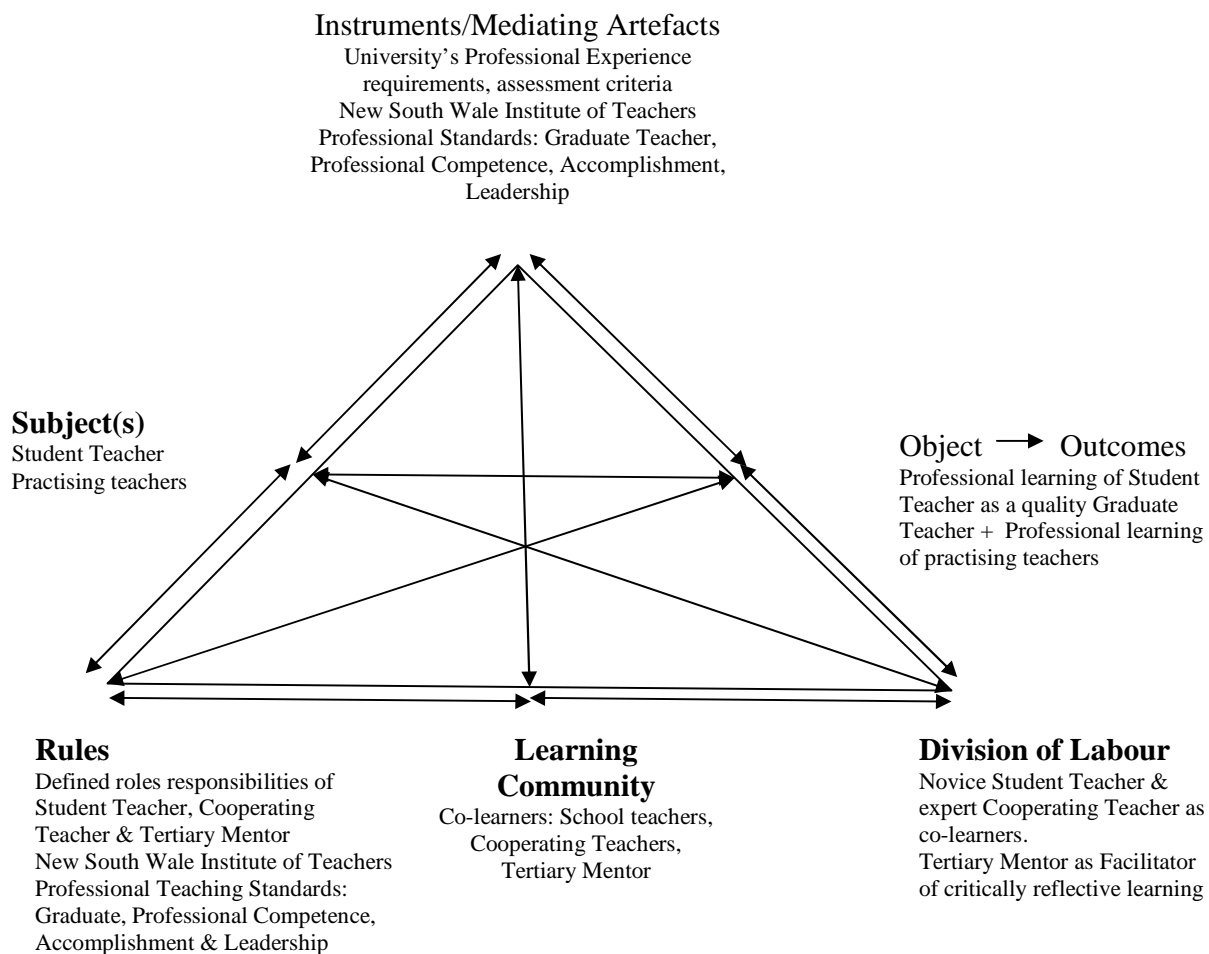 Instruments/Mediating Artefacts
University’s Professional Experience
requirements, assessment criteria
New South Wale Institute of Teachers
Professional Standards: Graduate Teacher,
Professional Competence, Accomplishment,
Leadership
Subject(s)
Student Teacher
Practising teachers
Object → Outcomes
Professional learning of Student
Teacher as a quality Graduate
Teacher + Professional learning
of practising teachers
Rules
Defined roles responsibilities of
Student Teacher, Cooperating
Teacher & Tertiary Mentor
New South Wale Institute of Teachers
Professional Teaching Standards:
Graduate, Professional Competence,
Accomplishment & Leadership
Learning
Community
Co-learners: School teachers,
Cooperating Teachers,
Tertiary Mentor
Division of Labour
Novice Student Teacher &
expert Cooperating Teacher as
co-learners.
Tertiary Mentor as Facilitator
of critically reflective learning